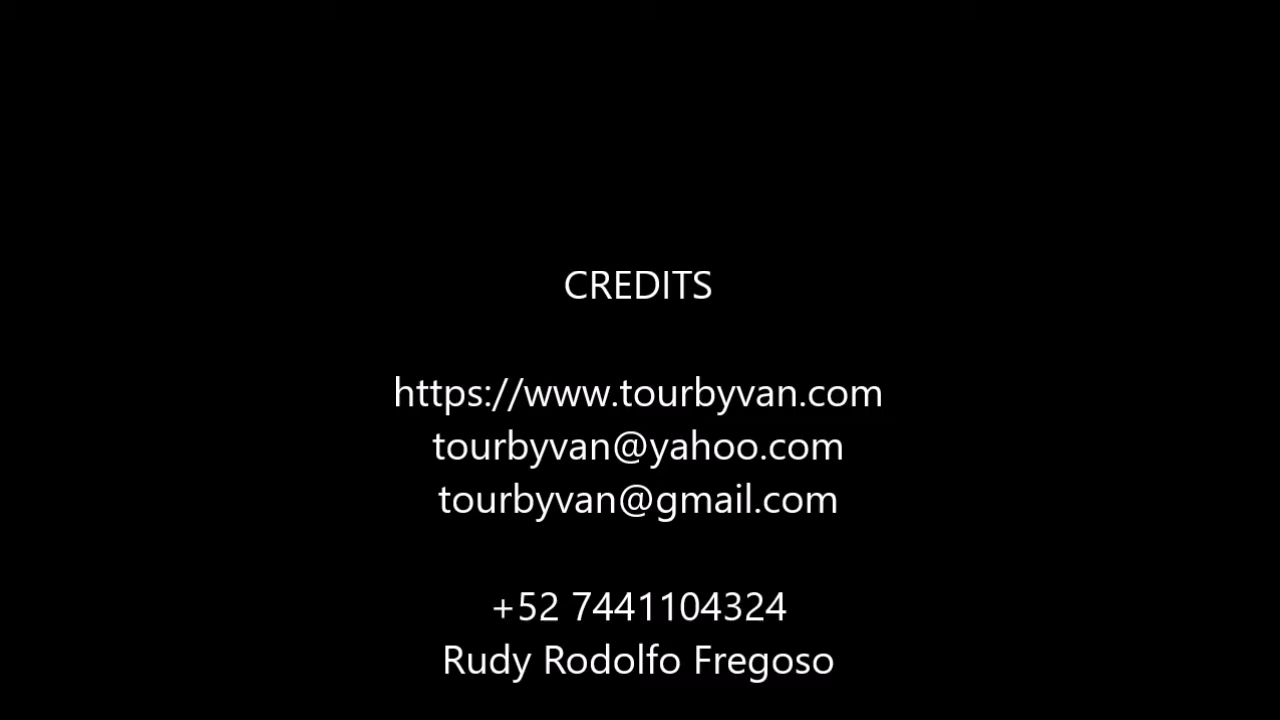 CREDITS
https://www.tourbyvan.com
tourbyvan@yahoo.com
tourbyvan@gmail.com
+52 7441104324
Rudy Rodolfo Fregoso